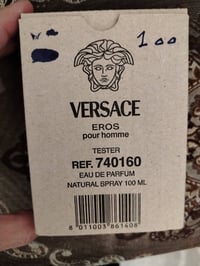 100
VERSACE
EROS
pour homme
TESTER
REF. 740160
EAU DE PARFUM
NATURAL SPRAY 100 ML
8 011003 861408